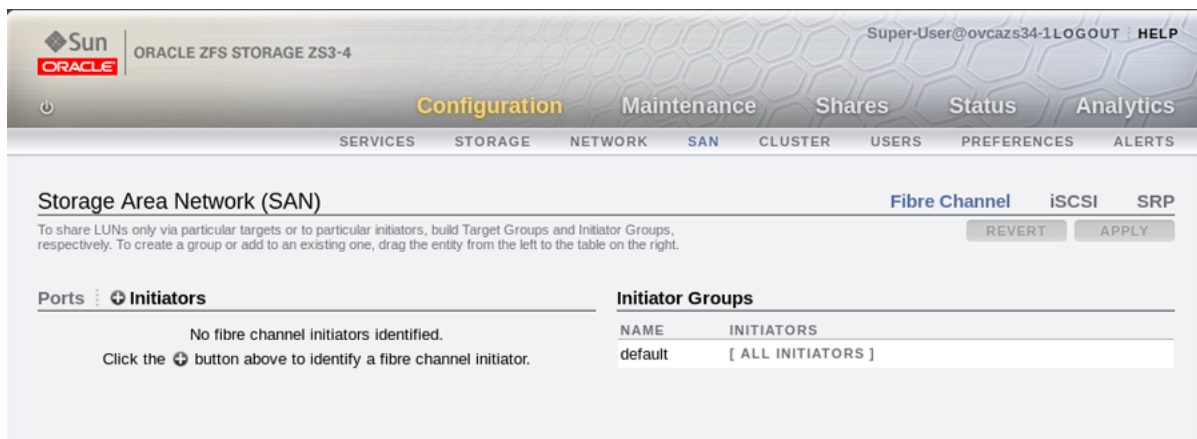 Sun
ORACLE
ORACLE ZFS STORAGE ZS3-4
Super-User@ovcazs34-1LOGOUT HELP
Configuration Maintenance Shares Status Analytics
SERVICES STORAGE NETWORK SAN CLUSTER USERS PREFERENCES ALERTS
Storage Area Network (SAN)
Fibre Channel iSCSI SRP
To share LUNs only via particular targets or to particular initiators, build Target Groups and Initiator Groups,
respectively. To create a group or add to an existing one, drag the entity from the left to the table on the right.
REVERT APPLY
Ports Initiators
No fibre channel initiators identified.
Click the button above to identify a fibre channel initiator.
Initiator Groups
NAME INITIATORS
default [ ALL INITIATORS ]